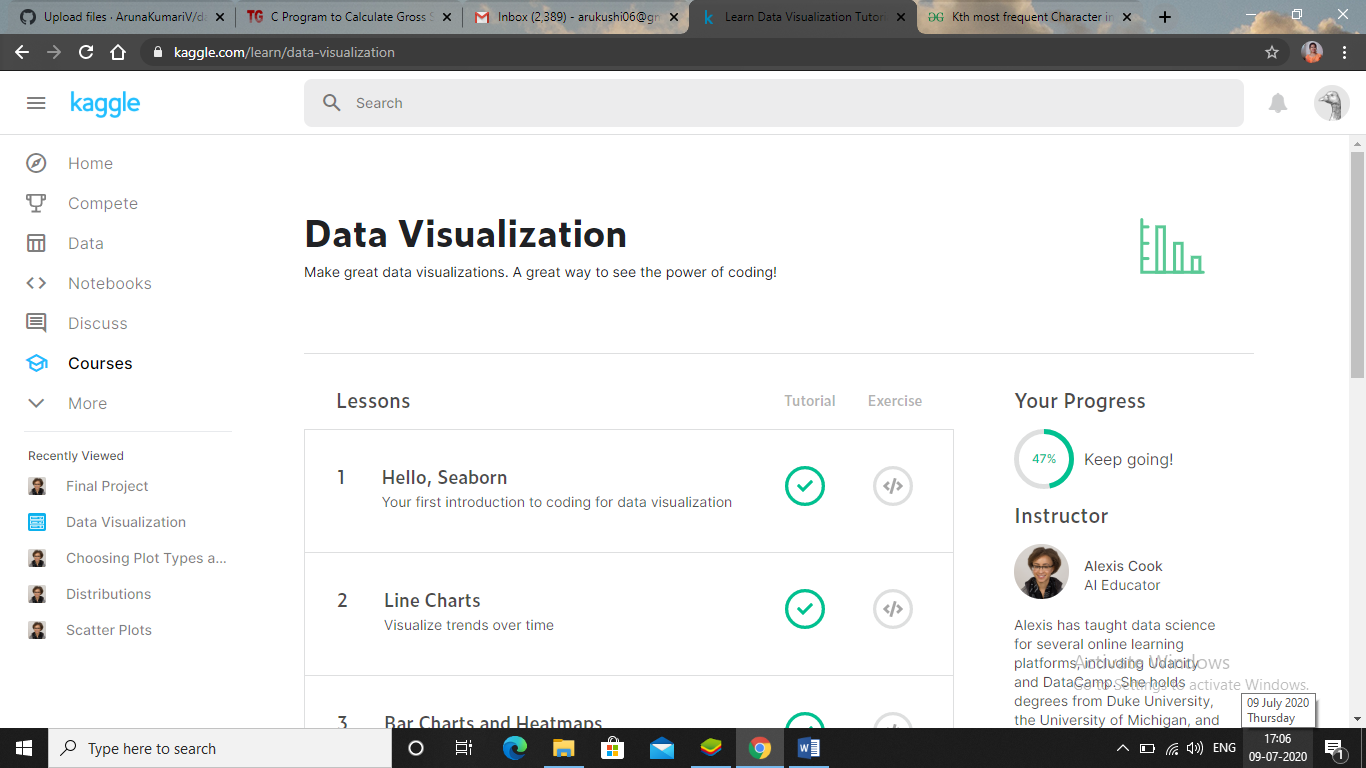 Upload files · ArunaKumariV/da
C Program to Calculate Gross S
Inbox (2,389) - arukushi06@gm
Learn Data Visualization Tutori
Kth most frequent Character in
kaggle.com/learn/data-visualization
kaggle
Search
Home
Compete
Data
Notebooks
Discuss
Courses
More
Recently Viewed
Final Project
Data Visualization
Choosing Plot Types a...
Distributions
Scatter Plots
Data Visualization
Make great data visualizations. A great way to see the power of coding!
Lessons Tutorial Exercise
1 Hello, Seaborn
Your first introduction to coding for data visualization
2 Line Charts
Visualize trends over time
3 Bar Charts and Heatmaps
Your Progress
47% Keep going!
Instructor
Alexis Cook
AI Educator
Alexis has taught data science
for several online learning
platforms, including Udacity
and DataCamp. She holds
degrees from Duke University,
the University of Michigan, and
Activate Windows
Go to Settings to activate Windows.
09 July 2020
Thursday
Type here to search
ENG
17:06
09-07-2020
1